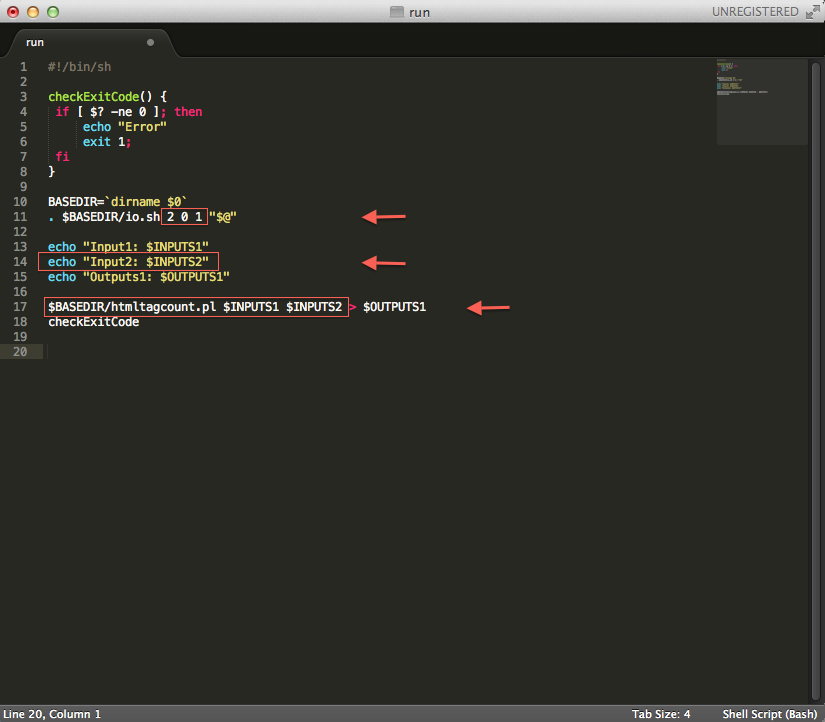 run
UNREGISTERED
run
1 #!/bin/sh
2
3 checkExitCode() {
4 if [ $? -ne 0 ]; then
5 echo "Error"
6 exit 1;
7 fi
8 }
9
10 BASEDIR=`dirname $0`
11 . $BASEDIR/io.sh 2 0 1 "$@"
12
13 echo "Input1: $INPUTS1"
14 echo "Input2: $INPUTS2"
15 echo "Outputs1: $OUTPUTS1"
16
17 $BASEDIR/htmltagcount.pl $INPUTS1 $INPUTS2 > $OUTPUTS1
18 checkExitCode
19
20
Line 20, Column 1
Tab Size: 4
Shell Script (Bash)